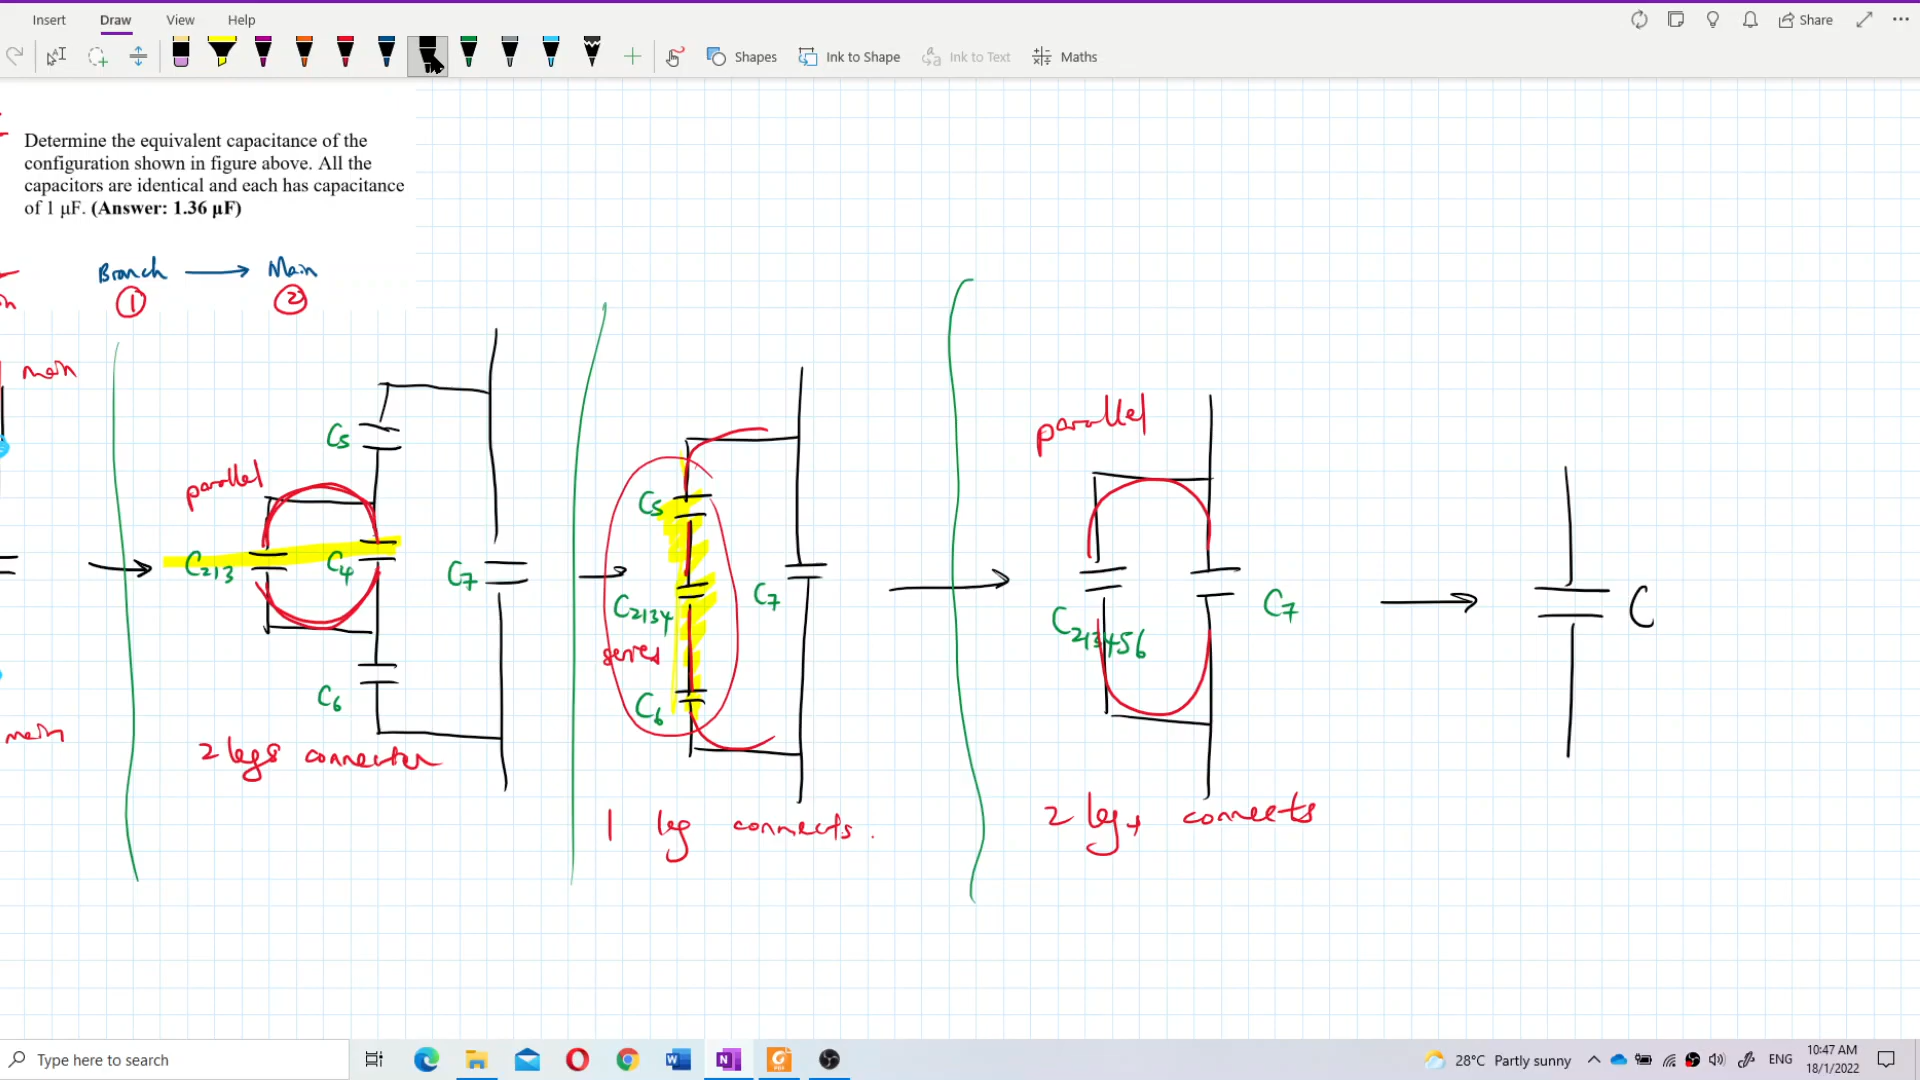 Insert Draw View Help
Share
Shapes Ink to Shape Ink to Text Maths
Determine the equivalent capacitance of the
configuration shown in figure above. All the
capacitors are identical and each has capacitance
of 1 μF. (Answer: 1.36 μF)
Branch → Main
① ②
main
parallel
C5
C213 C4 C7
C6
main
2 legs connecter
C5
C2134 C7
series
C6
1 leg connects.
parallel
C213456 C7
2 legs connects
C
Type here to search
28°C Partly sunny
ENG
10:47 AM
18/1/2022